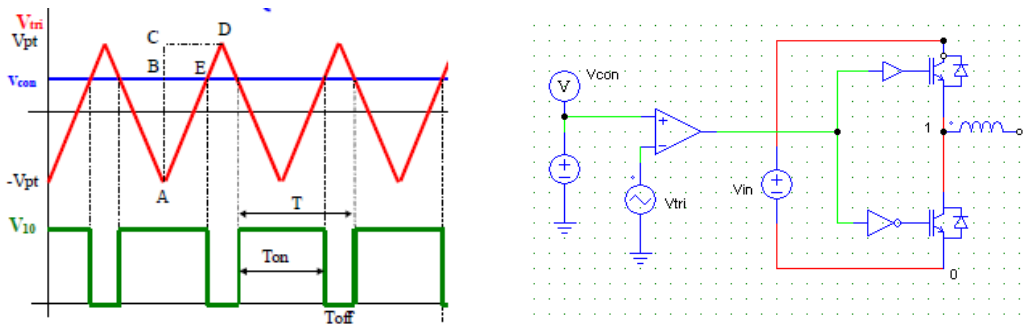 Vtri
Vpt
C
D
B
E
Vcon
-Vpt
A
T
V10
Ton
Toff
Vcon
V
+
−
+
Vtri
Vin
+
1
0